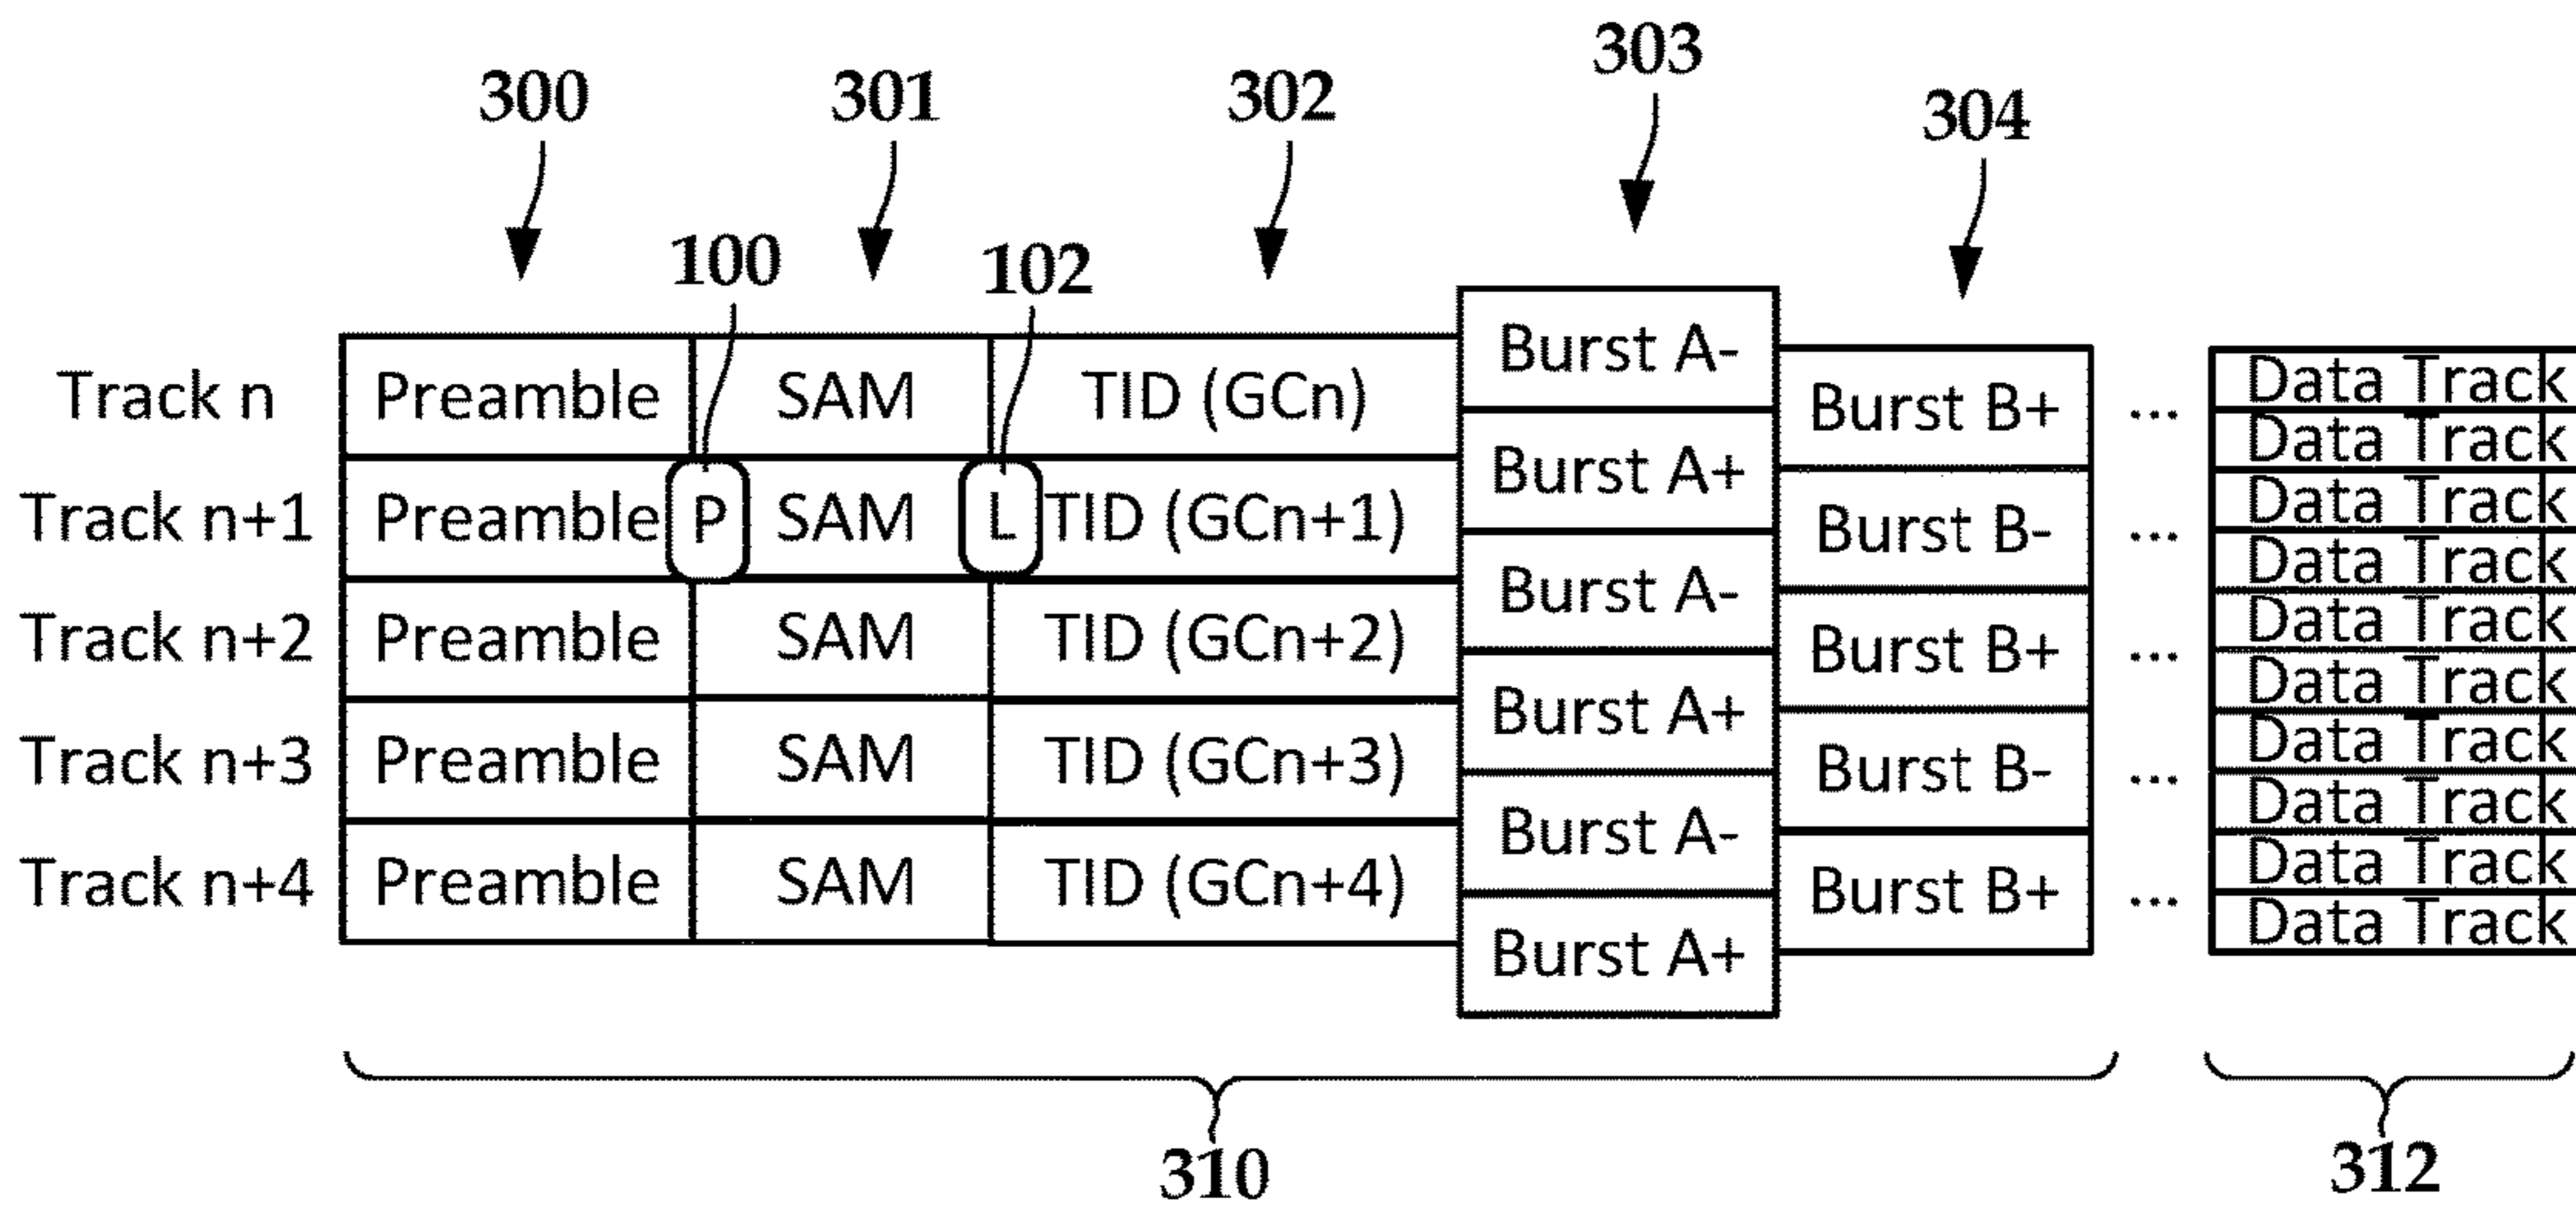 303
300 301 302 304
100 102
Burst A-
Track n Preamble SAM TID (GCn) Burst B+ ... Data Track
Burst A+ Data Track
Track n+1 Preamble P SAM L TID (GCn+1) Burst B- ... Data Track
Burst A- Data Track
Track n+2 Preamble SAM TID (GCn+2) Burst B+ ... Data Track
Burst A+ Data Track
Track n+3 Preamble SAM TID (GCn+3) Burst B- ... Data Track
Burst A- Data Track
Track n+4 Preamble SAM TID (GCn+4) Burst B+ ... Data Track
Burst A+ Data Track
310 312